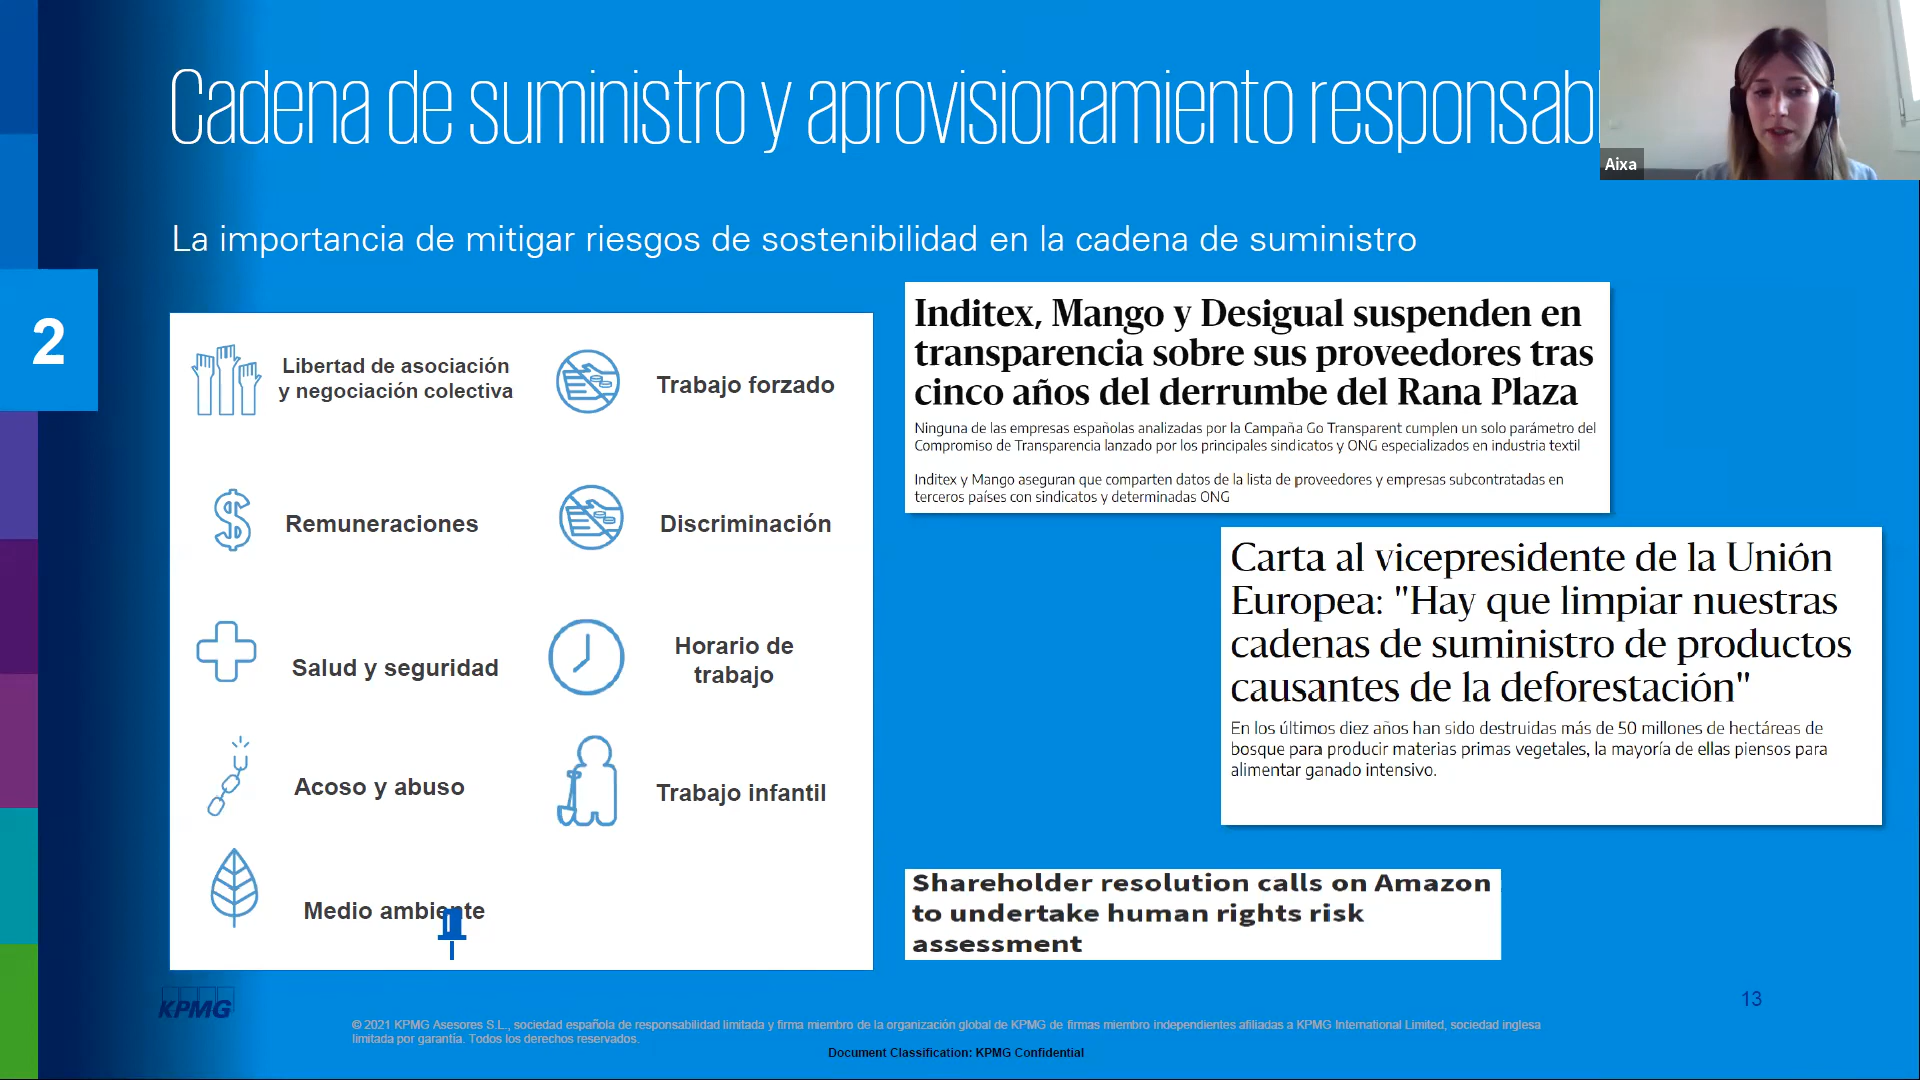 Cadena de suministro y aprovisionamiento responsab
Aixa
La importancia de mitigar riesgos de sostenibilidad en la cadena de suministro
2
Libertad de asociación
y negociación colectiva
Trabajo forzado
Remuneraciones
Discriminación
Salud y seguridad
Horario de
trabajo
Acoso y abuso
Trabajo infantil
Medio ambiente
Inditex, Mango y Desigual suspenden en
transparencia sobre sus proveedores tras
cinco años del derrumbe del Rana Plaza
Ninguna de las empresas españolas analizadas por la Campaña Go Transparent cumplen un solo parámetro del
Compromiso de Transparencia lanzado por los principales sindicatos y ONG especializados en industria textil
Inditex y Mango aseguran que comparten datos de la lista de proveedores y empresas subcontratadas en
terceros países con sindicatos y determinadas ONG
Carta al vicepresidente de la Unión
Europea: "Hay que limpiar nuestras
cadenas de suministro de productos
causantes de la deforestación"
En los últimos diez años han sido destruidas más de 50 millones de hectáreas de
bosque para producir materias primas vegetales, la mayoría de ellas piensos para
alimentar ganado intensivo.
Shareholder resolution calls on Amazon
to undertake human rights risk
assessment
KPMG
13
© 2021 KPMG Asesores S.L., sociedad española de responsabilidad limitada y firma miembro de la organización global de KPMG de firmas miembro independientes afiliadas a KPMG International Limited, sociedad inglesa
limitada por garantía. Todos los derechos reservados.
Document Classification: KPMG Confidential